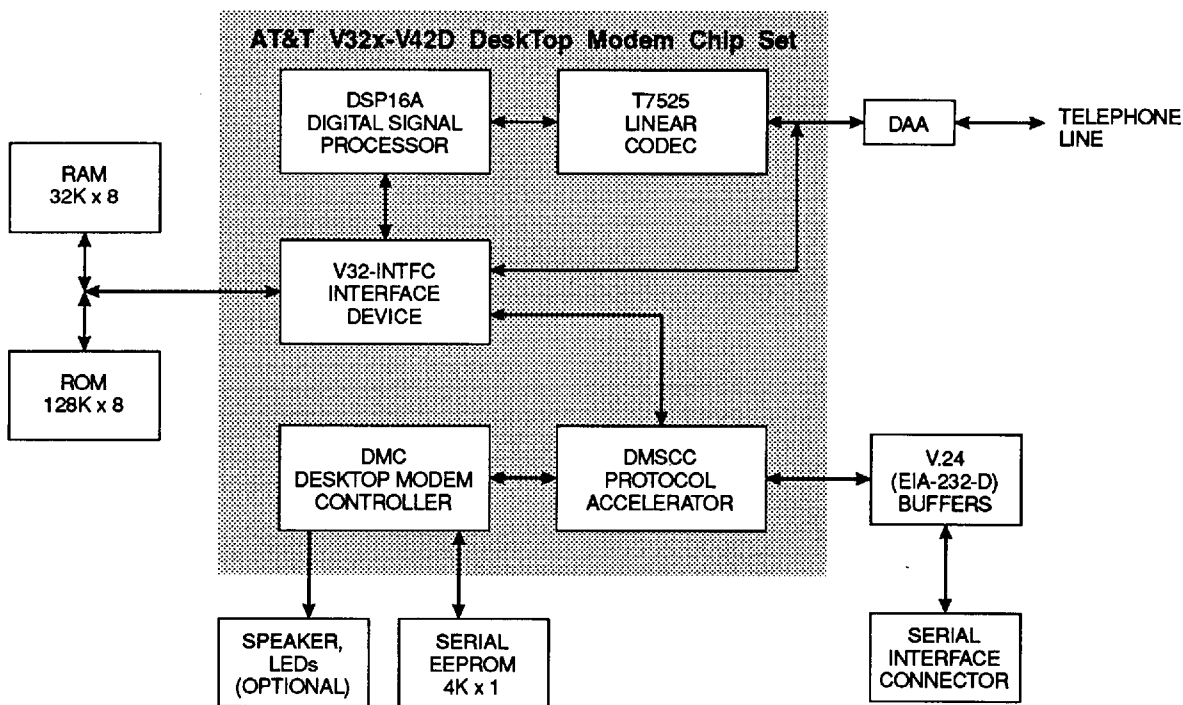 AT&T V32x-V42D DeskTop Modem Chip Set
DSP16A
DIGITAL SIGNAL
PROCESSOR
T7525
LINEAR
CODEC
DAA
TELEPHONE
LINE
RAM
32K x 8
V32-INTFC
INTERFACE
DEVICE
ROM
128K x 8
DMC
DESKTOP MODEM
CONTROLLER
DMSCC
PROTOCOL
ACCELERATOR
V.24
(EIA-232-D)
BUFFERS
SPEAKER,
LEDs
(OPTIONAL)
SERIAL
EEPROM
4K x 1
SERIAL
INTERFACE
CONNECTOR